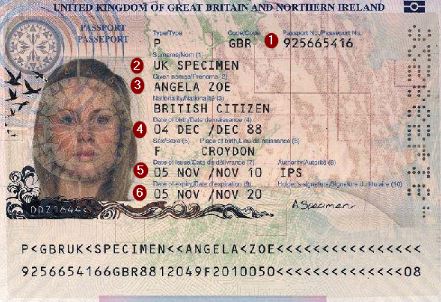 UNITED KINGDOM OF GREAT BRITAIN AND NORTHERN IRELAND
PASSPORT
PASSEPORT
Type/Type
Code/Code
Passport No./Passeport No.
P
GBR
1
925665416
Surname/Nom (1)
2
UK SPECIMEN
Given names/Prénoms (2)
3
ANGELA ZOE
Nationality/Nationalité (3)
BRITISH CITIZEN
Date of birth/Date de naissance (4)
4
04 DEC /DEC 88
Sex/Sexe (5) Place of birth/Lieu de naissance (6)
CROYDON
Date of issue/Date de délivrance (7)
Authority/Autorité (8)
5
05 NOV /NOV 10
IPS
Date of expiry/Date d'expiration (9)
Holder's signature/Signature du titulaire (10)
6
05 NOV /NOV 20
A Specimen
P<GBRUK<SPECIMEN<<ANGELA<ZOE<<<<<<<<<<<<<<<<
9256654166GBR8812049F2010050<<<<<<<<<<<<<<08